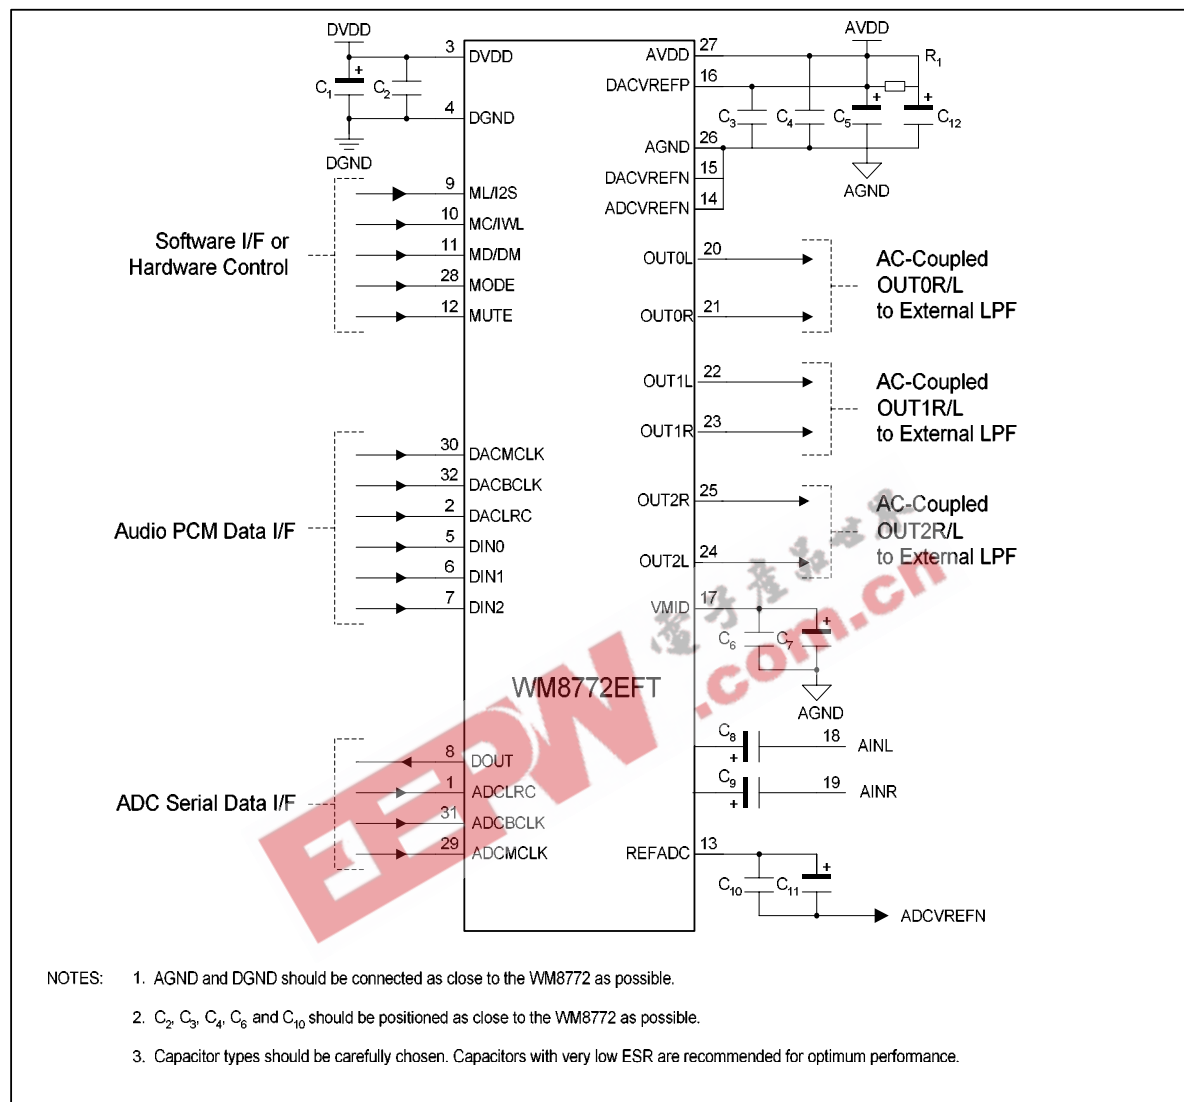 DVDD
3
DVDD
C1
+
C2
4
DGND
DGND
AVDD
27
AVDD
R1
16
DACVREFP
C3
C4
+
C5
+
C12
26
AGND
15
DACVREFN
14
ADCVREFN
AGND
Software I/F or
Hardware Control
9
ML/I2S
10
MC/IWL
11
MD/DM
28
MODE
12
MUTE
OUT0L
20
OUT0R
21
AC-Coupled
OUT0R/L
to External LPF
OUT1L
22
OUT1R
23
AC-Coupled
OUT1R/L
to External LPF
Audio PCM Data I/F
30
DACMCLK
32
DACBCLK
2
DACLRC
5
DIN0
6
DIN1
7
DIN2
OUT2R
25
OUT2L
24
AC-Coupled
OUT2R/L
to External LPF
VMID
17
C6
C7
+
AGND
WM8772EFT
EEPW
.com.cn
電子產品世界
ADC Serial Data I/F
8
DOUT
1
ADCLRC
31
ADCBCLK
29
ADCMCLK
C8
+
18
AINL
C9
+
19
AINR
REFADC
13
C10
C11
+
ADCVREFN
NOTES: 1. AGND and DGND should be connected as close to the WM8772 as possible.
2. C2, C3, C4, C6 and C10 should be positioned as close to the WM8772 as possible.
3. Capacitor types should be carefully chosen. Capacitors with very low ESR are recommended for optimum performance.